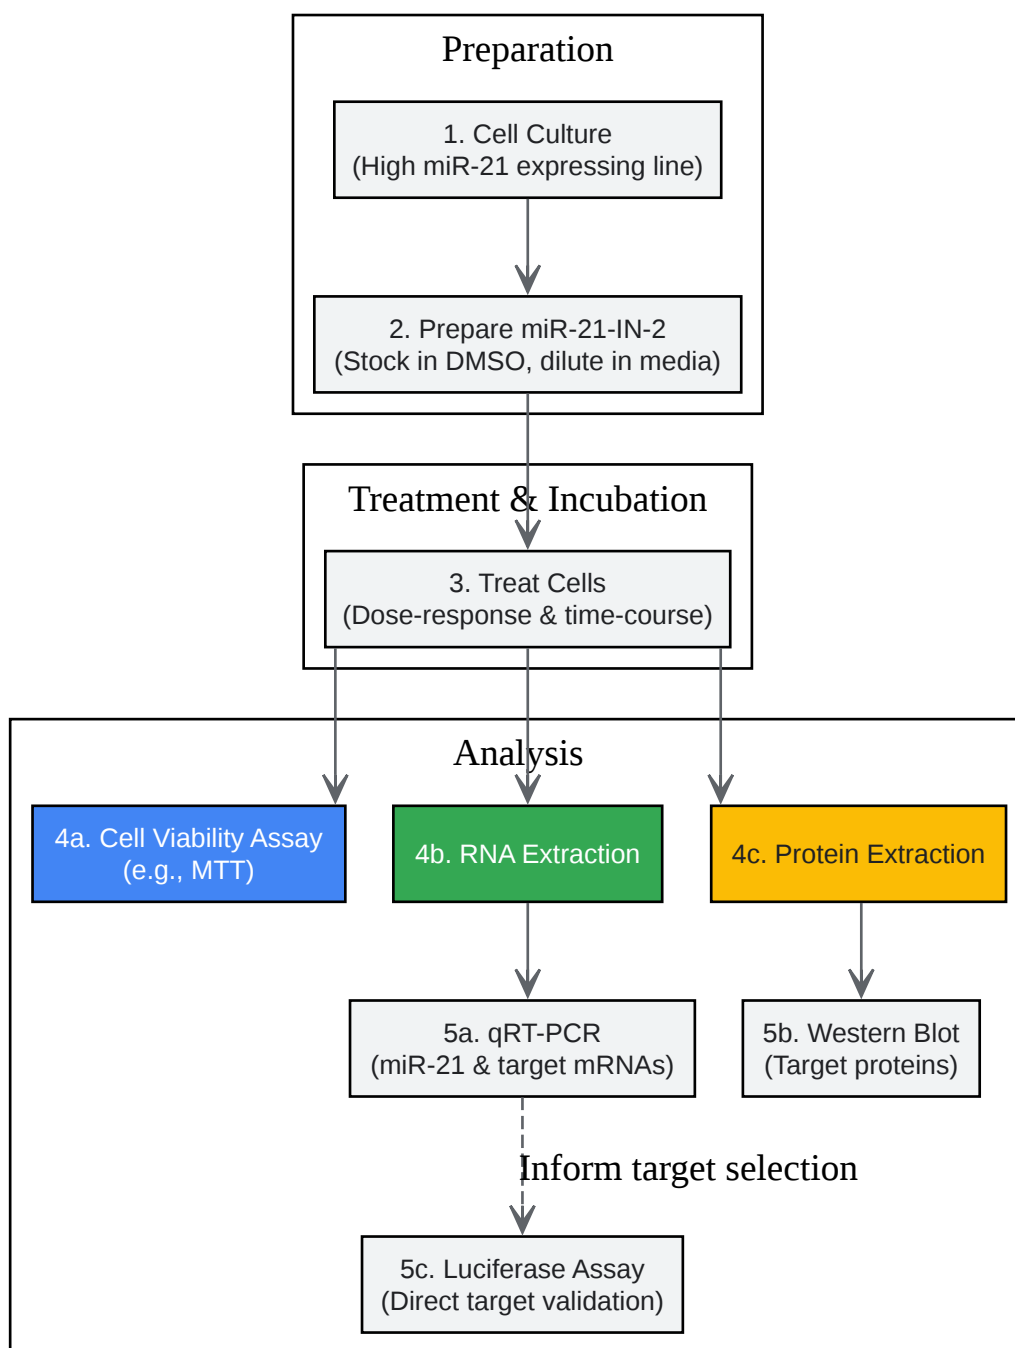 Preparation
1. Cell Culture
(High miR-21 expressing line)
2. Prepare miR-21-IN-2
(Stock in DMSO, dilute in media)
Treatment & Incubation
3. Treat Cells
(Dose-response & time-course)
Analysis
4a. Cell Viability Assay
(e.g., MTT)
4b. RNA Extraction
4c. Protein Extraction
5a. qRT-PCR
(miR-21 & target mRNAs)
5b. Western Blot
(Target proteins)
Inform target selection
5c. Luciferase Assay
(Direct target validation)